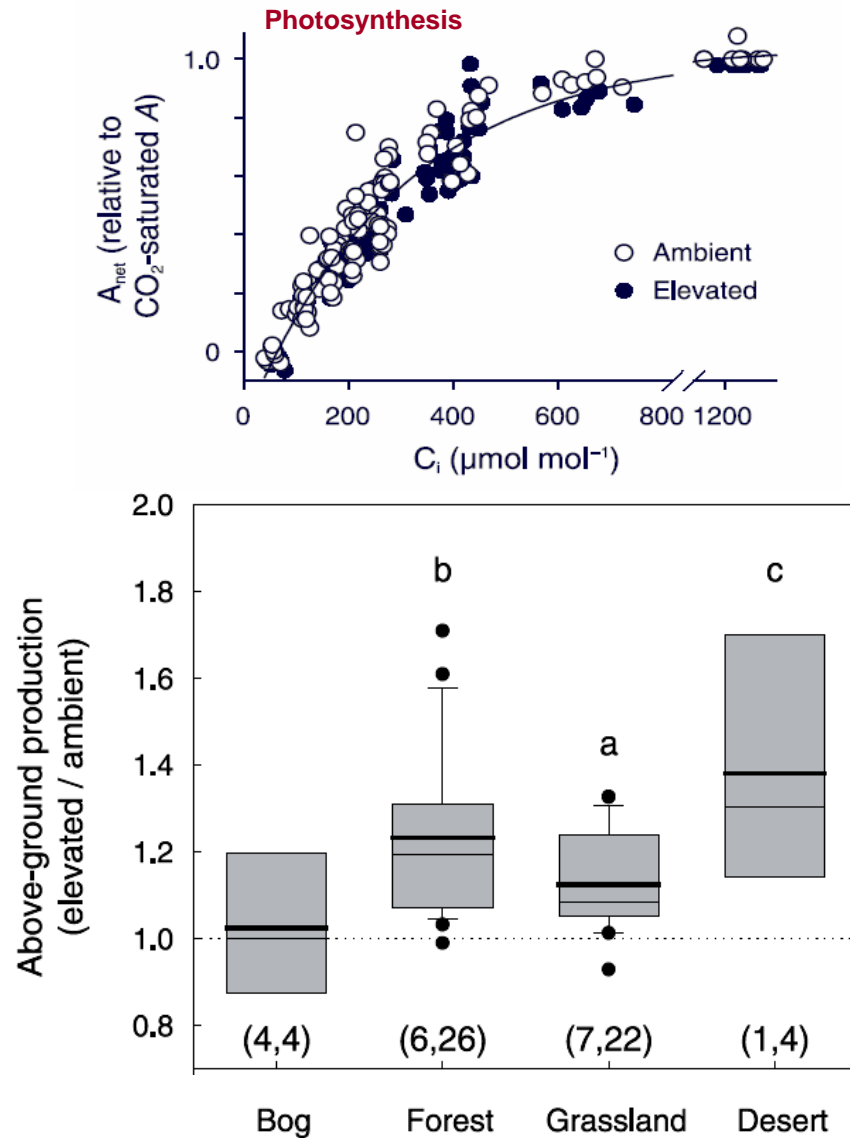 Photosynthesis
A_net (relative to
CO₂-saturated A)
1.0
0
Ambient
Elevated
0 200 400 600 800 1200
C_i (µmol mol⁻¹)
Above-ground production
(elevated / ambient)
2.0
1.8
1.6
1.4
1.2
1.0
0.8
b
a
c
(4,4) (6,26) (7,22) (1,4)
Bog Forest Grassland Desert